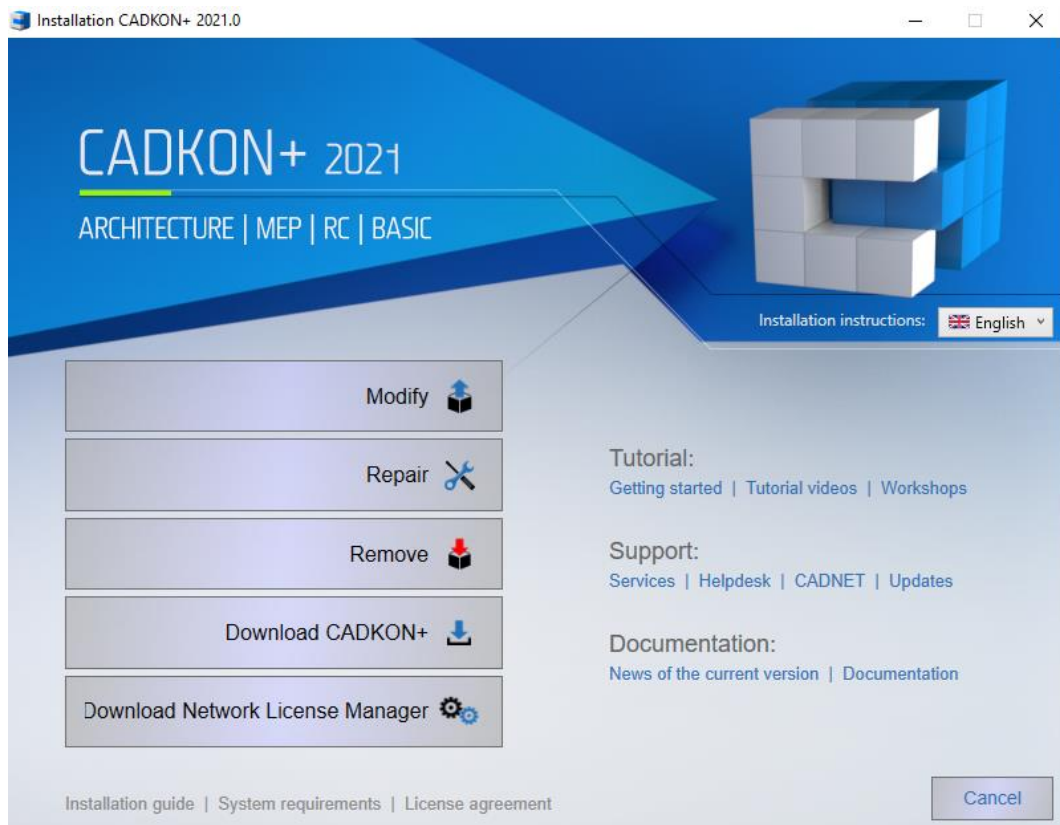 Installation CADKON+ 2021.0
CADKON+ 2021
ARCHITECTURE | MEP | RC | BASIC
Installation instructions: English
Modify
Repair
Remove
Download CADKON+
Download Network License Manager
Tutorial:
Getting started | Tutorial videos | Workshops
Support:
Services | Helpdesk | CADNET | Updates
Documentation:
News of the current version | Documentation
Installation guide | System requirements | License agreement
Cancel